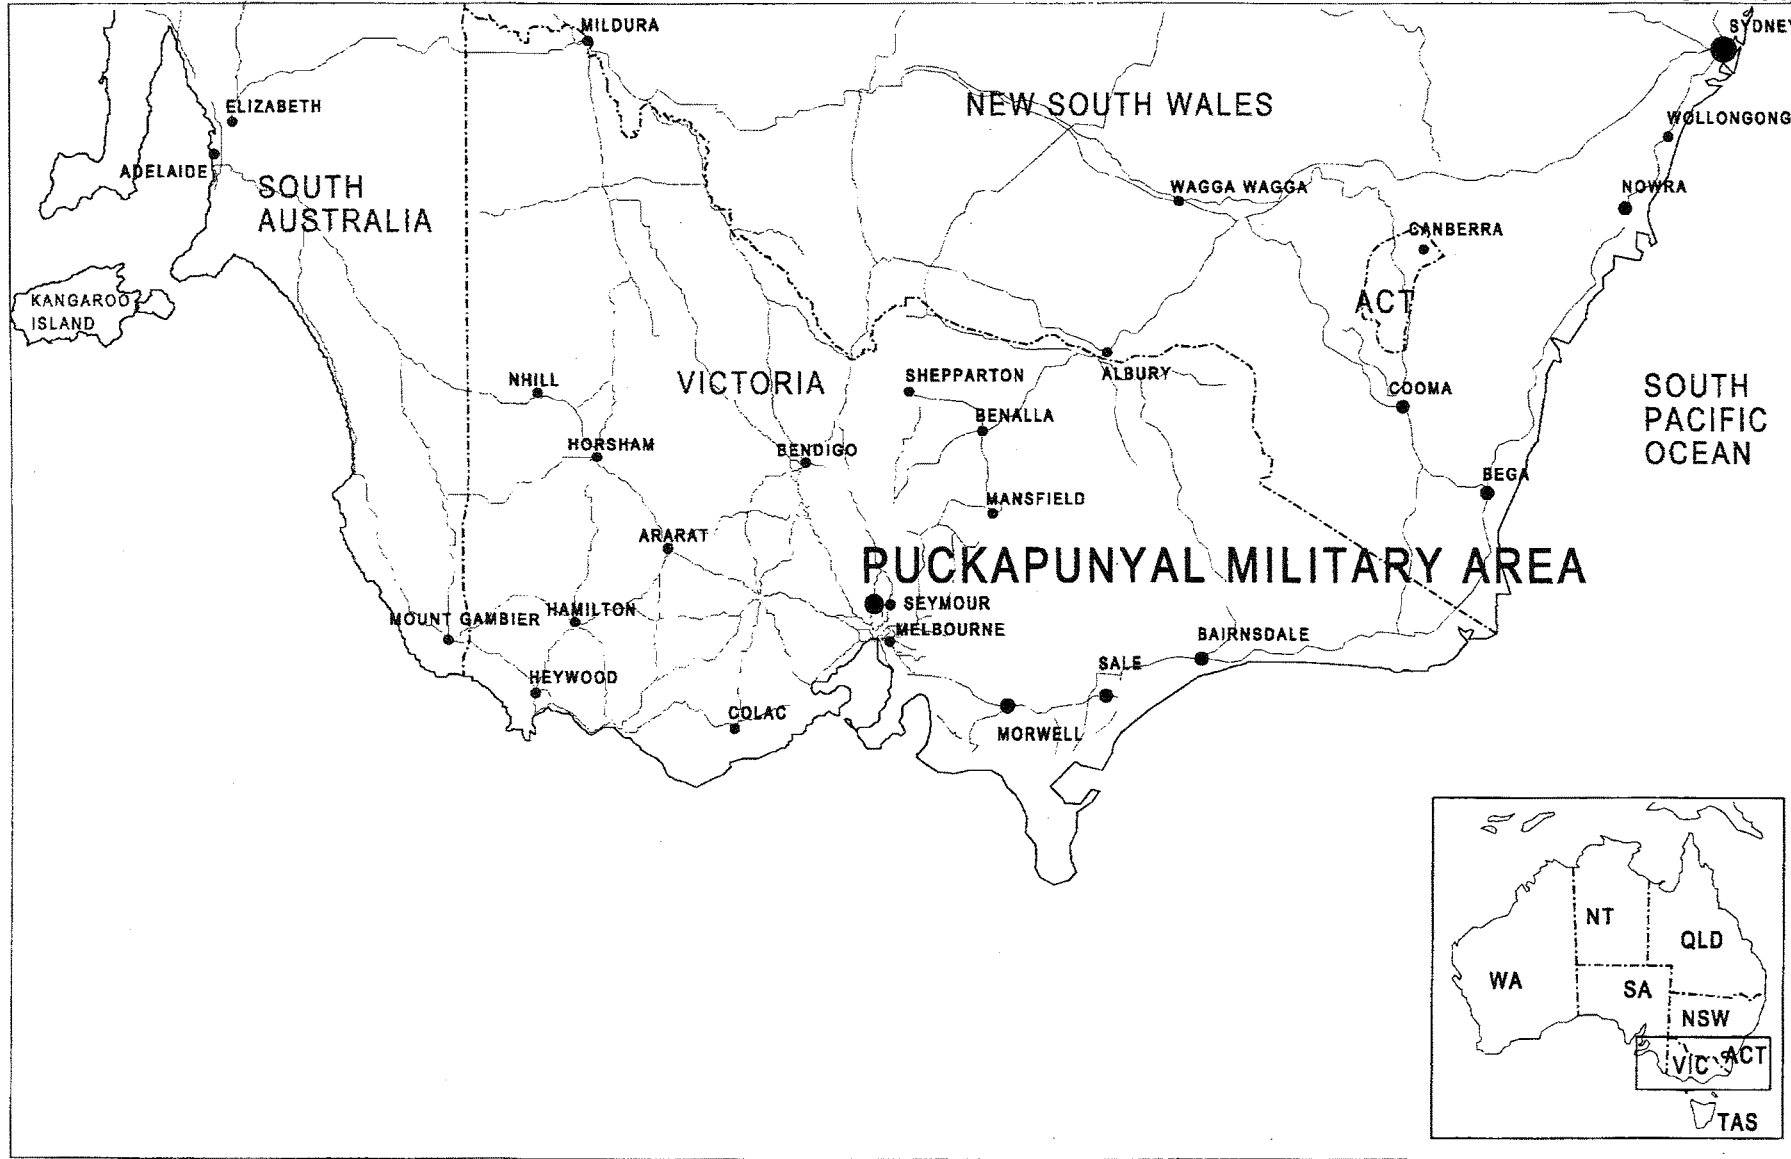 MILDURA
SYDNEY
ELIZABETH
NEW SOUTH WALES
WOLLONGONG
ADELAIDE
SOUTH
AUSTRALIA
WAGGA WAGGA
NOWRA
CANBERRA
KANGAROO
ISLAND
ACT
NHILL
VICTORIA
SHEPPARTON
ALBURY
COOMA
SOUTH
PACIFIC
OCEAN
BENALLA
HORSHAM
BENDIGO
BEGA
MANSFIELD
ARARAT
PUCKAPUNYAL MILITARY AREA
SEYMOUR
MOUNT GAMBIER
HAMILTON
MELBOURNE
BAIRNSDALE
SALE
HEYWOOD
COLAC
MORWELL
NT
QLD
WA
SA
NSW
VIC
ACT
TAS